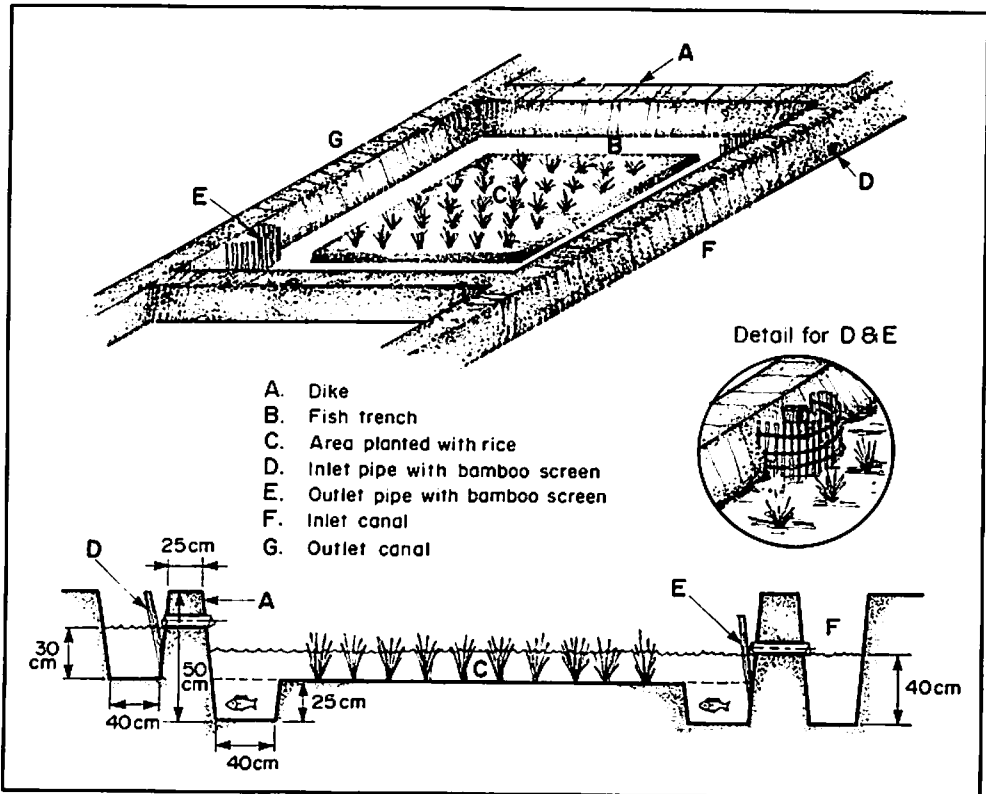 A
G
B
E
C
D
F
Detail for D & E
A. Dike
B. Fish trench
C. Area planted with rice
D. Inlet pipe with bamboo screen
E. Outlet pipe with bamboo screen
F. Inlet canal
G. Outlet canal
25cm
D
A
E
F
30
cm
50
cm
C
40cm
25cm
40cm
40cm